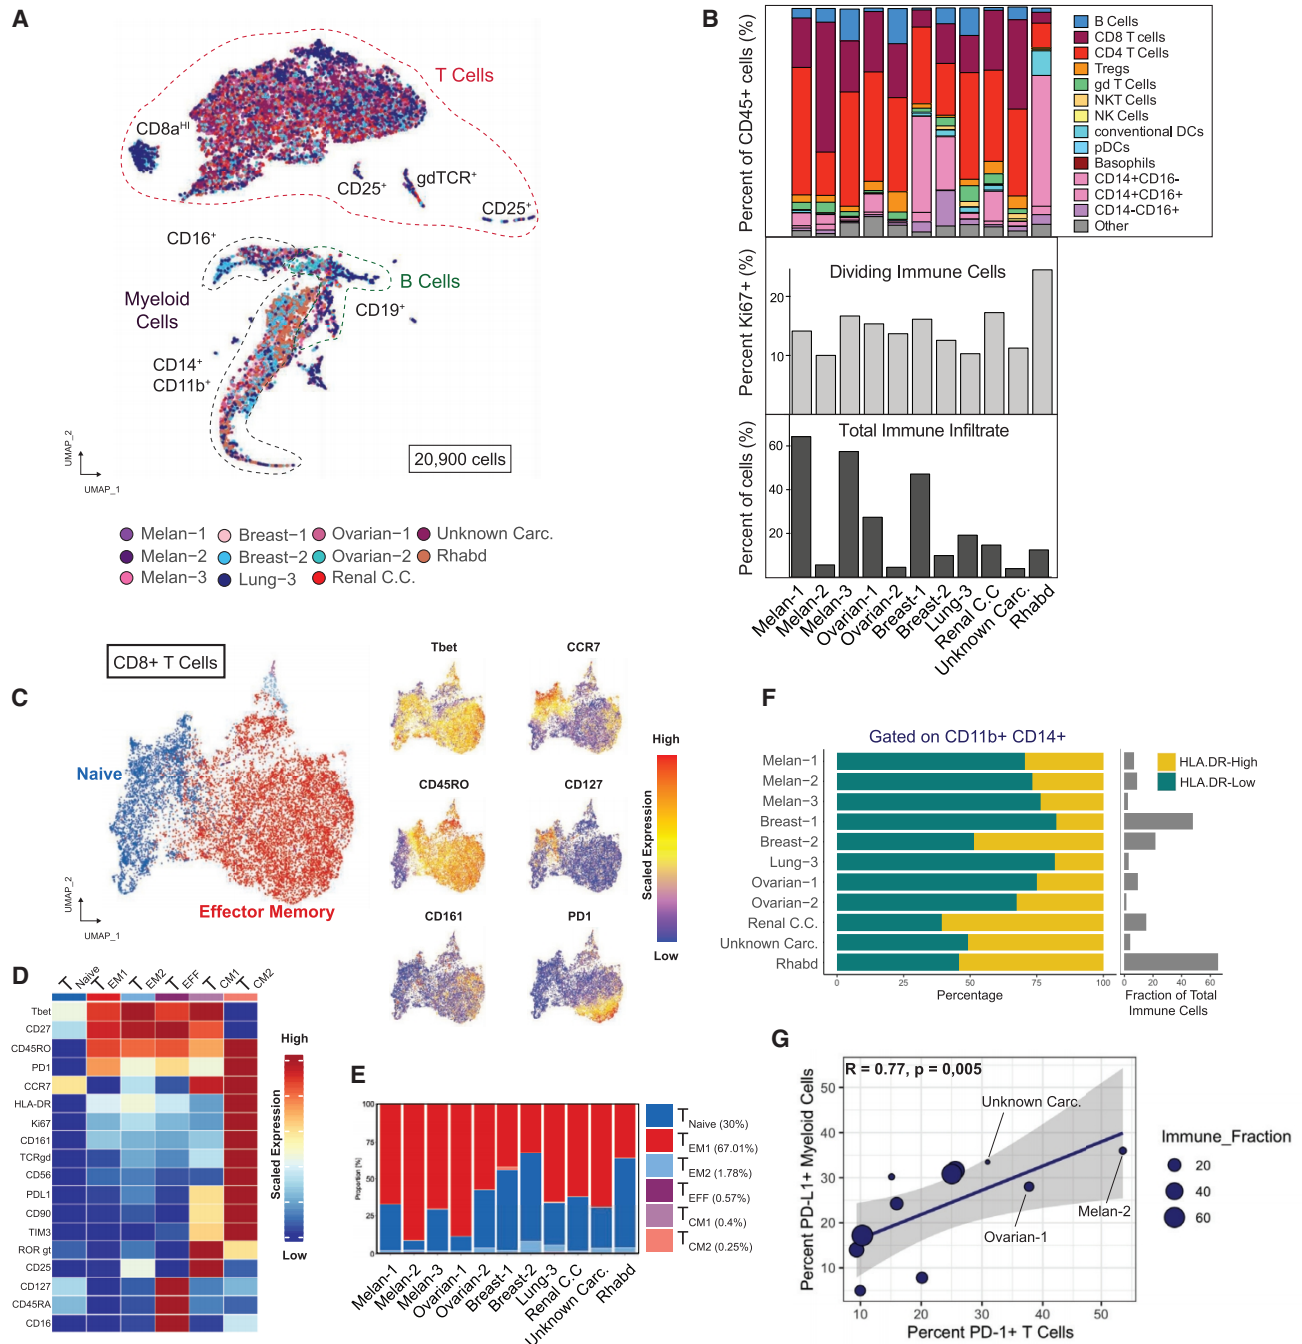 A
T Cells
CD8aHI
CD25+
gdTCR+
CD25+
CD16+
B Cells
Myeloid
Cells
CD19+
CD14+
CD11b+
20,900 cells
UMAP_2
UMAP_1
Melan-1
Breast-1
Ovarian-1
Unknown Carc.
Melan-2
Breast-2
Ovarian-2
Rhabd
Melan-3
Lung-3
Renal C.C.
B
Percent of CD45+ cells (%)
B Cells
CD8 T cells
CD4 T Cells
Tregs
gd T Cells
NKT Cells
NK Cells
conventional DCs
pDCs
Basophils
CD14+CD16-
CD14+CD16+
CD14-CD16+
Other
Percent Ki67+ (%)
Dividing Immune Cells
20
10
Percent of cells (%)
Total Immune Infiltrate
60
40
20
Melan-1
Melan-2
Melan-3
Ovarian-1
Ovarian-2
Breast-1
Breast-2
Lung-3
Renal C.C
Unknown Carc.
Rhabd
C
CD8+ T Cells
Naive
Effector Memory
UMAP_2
UMAP_1
Tbet
CCR7
CD45RO
CD127
CD161
PD1
High
Scaled Expression
Low
D
T Naive
T EM1
T EM2
T EFF
T CM1
T CM2
Tbet
CD27
CD45RO
PD1
CCR7
HLA-DR
Ki67
CD161
TCRgd
CD56
PDL1
CD90
TIM3
ROR gt
CD25
CD127
CD45RA
CD16
High
Scaled Expression
Low
E
Proportion [%]
100
75
50
25
0
Melan-1
Melan-2
Melan-3
Ovarian-1
Ovarian-2
Breast-1
Breast-2
Lung-3
Renal C.C
Unknown Carc.
Rhabd
T Naive (30%)
T EM1 (67.01%)
T EM2 (1.78%)
T EFF (0.57%)
T CM1 (0.4%)
T CM2 (0.25%)
F
Gated on CD11b+ CD14+
Melan-1
Melan-2
Melan-3
Breast-1
Breast-2
Lung-3
Ovarian-1
Ovarian-2
Renal C.C.
Unknown Carc.
Rhabd
0 25 50 75 100
Percentage
HLA.DR-High
HLA.DR-Low
0 20 40 60
Fraction of Total
Immune Cells
G
R = 0.77, p = 0,005
Percent PD-L1+ Myeloid Cells
50
40
30
20
10
Unknown Carc.
Melan-2
Ovarian-1
10 20 30 40 50
Percent PD-1+ T Cells
Immune_Fraction
20
40
60